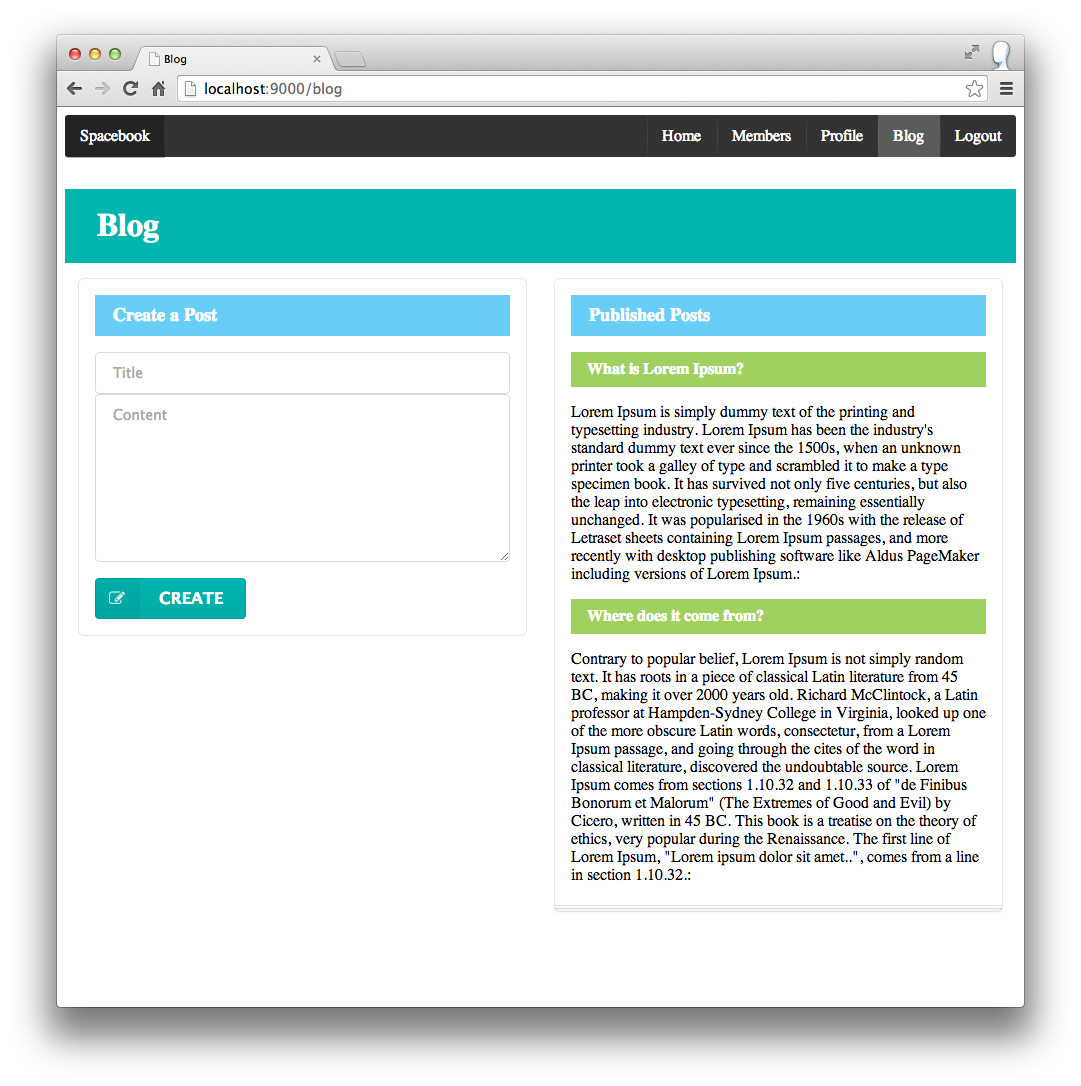 Blog
localhost:9000/blog
Spacebook Home Members Profile Blog Logout
Blog
Create a Post
Title
Content
CREATE
Published Posts
What is Lorem Ipsum?
Lorem Ipsum is simply dummy text of the printing and
typesetting industry. Lorem Ipsum has been the industry's
standard dummy text ever since the 1500s, when an unknown
printer took a galley of type and scrambled it to make a type
specimen book. It has survived not only five centuries, but also
the leap into electronic typesetting, remaining essentially
unchanged. It was popularised in the 1960s with the release of
Letraset sheets containing Lorem Ipsum passages, and more
recently with desktop publishing software like Aldus PageMaker
including versions of Lorem Ipsum.:
Where does it come from?
Contrary to popular belief, Lorem Ipsum is not simply random
text. It has roots in a piece of classical Latin literature from 45
BC, making it over 2000 years old. Richard McClintock, a Latin
professor at Hampden-Sydney College in Virginia, looked up one
of the more obscure Latin words, consectetur, from a Lorem
Ipsum passage, and going through the cites of the word in
classical literature, discovered the undoubtable source. Lorem
Ipsum comes from sections 1.10.32 and 1.10.33 of "de Finibus
Bonorum et Malorum" (The Extremes of Good and Evil) by
Cicero, written in 45 BC. This book is a treatise on the theory of
ethics, very popular during the Renaissance. The first line of
Lorem Ipsum, "Lorem ipsum dolor sit amet..", comes from a line
in section 1.10.32.: